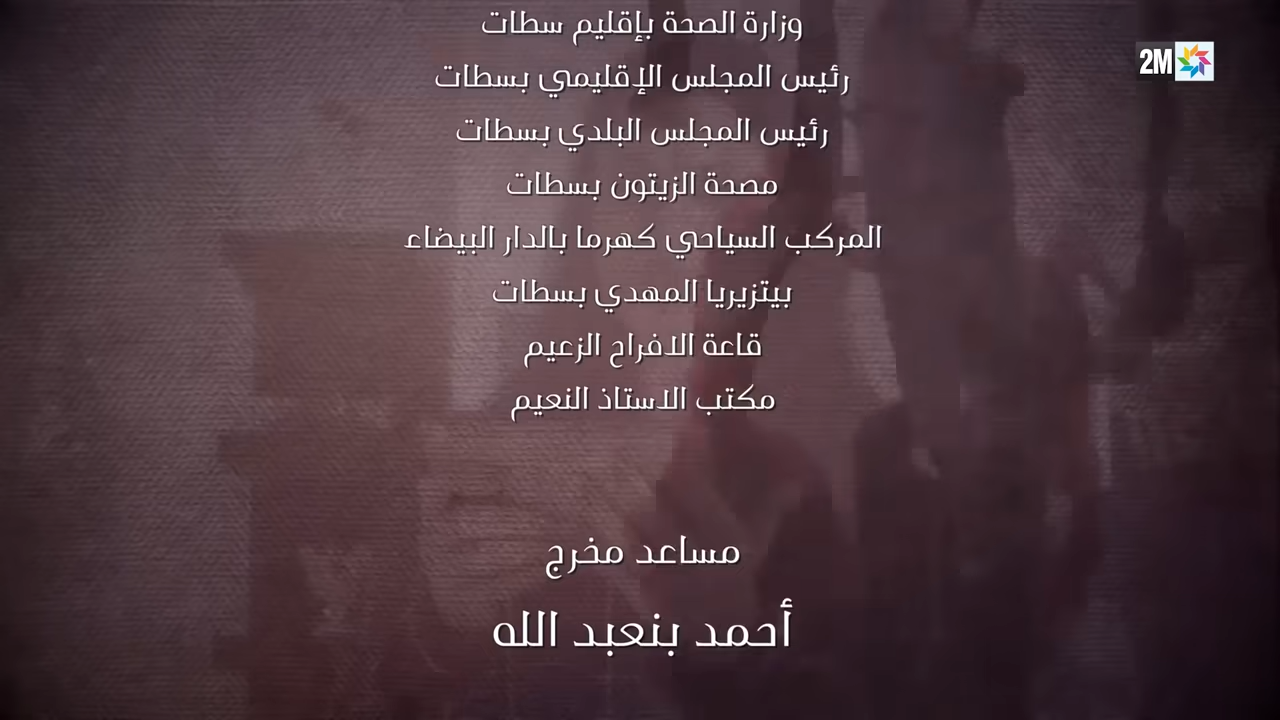 وزارة الصحة بإقليم سطات
2M
رئيس المجلس الإقليمي بسطات
رئيس المجلس البلدي بسطات
مصحة الزيتون بسطات
المركب السياحي كهرما بالدار البيضاء
بيتزيريا المهدي بسطات
قاعة الافراح الزعيم
مكتب الاستاذ النعيم
مساعد مخرج
أحمد بنعبد الله